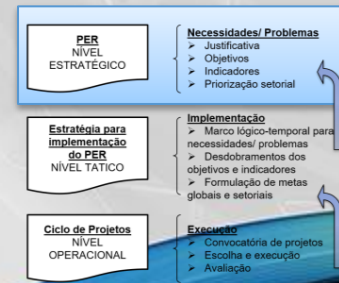 PER
NÍVEL
ESTRATÉGICO
Necessidades/ Problemas
➢ Justificativa
➢ Objetivos
➢ Indicadores
➢ Priorização setorial
Estratégia para
implementação
do PER
NÍVEL TATICO
Implementação
➢ Marco lógico-temporal para
necessidades/ problemas
➢ Desdobramentos dos
objetivos e indicadores
➢ Formulação de metas
globais e setoriais
Ciclo de Projetos
NÍVEL
OPERACIONAL
Execução
➢ Convocatória de projetos
➢ Escolha e execução
➢ Avaliação